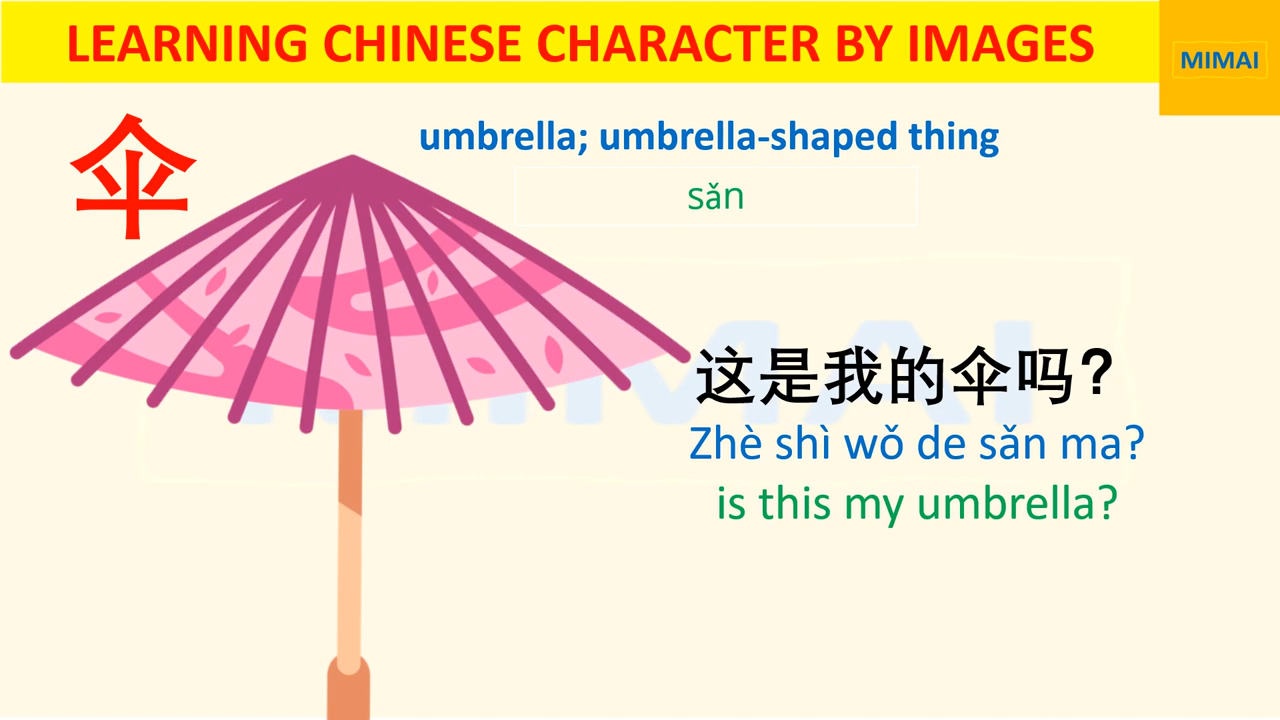 LEARNING CHINESE CHARACTER BY IMAGES
MIMAI
伞
umbrella; umbrella-shaped thing
sǎn
MIMAI
这是我的伞吗?
Zhè shì wǒ de sǎn ma?
is this my umbrella?